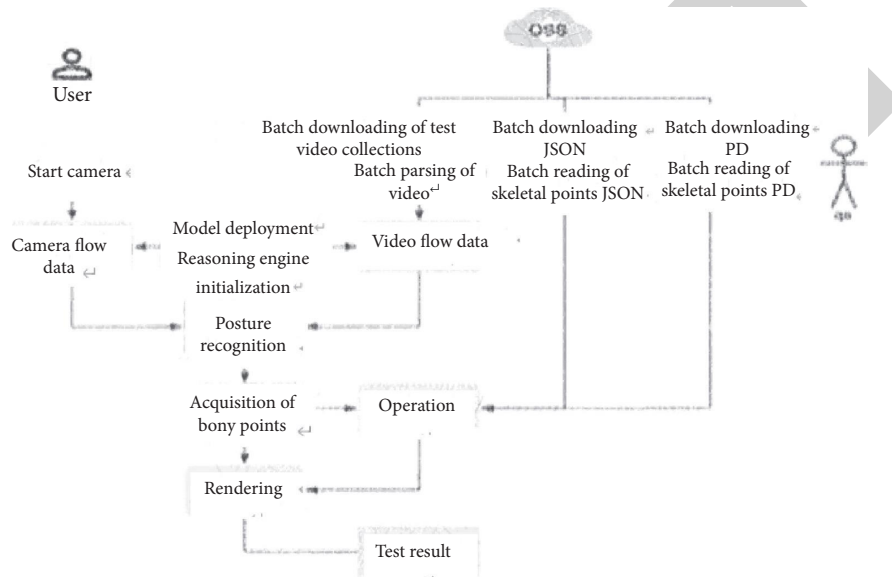 OSS
User
Batch downloading of test
video collections
Batch parsing of
video
Batch downloading
JSON
Batch reading of
skeletal points JSON
Batch downloading
PD
Batch reading of
skeletal points PD
Start camera
Camera flow
data
Model deployment
Reasoning engine
initialization
Video flow data
Posture
recognition
Acquisition of
bony points
Operation
Rendering
Test result